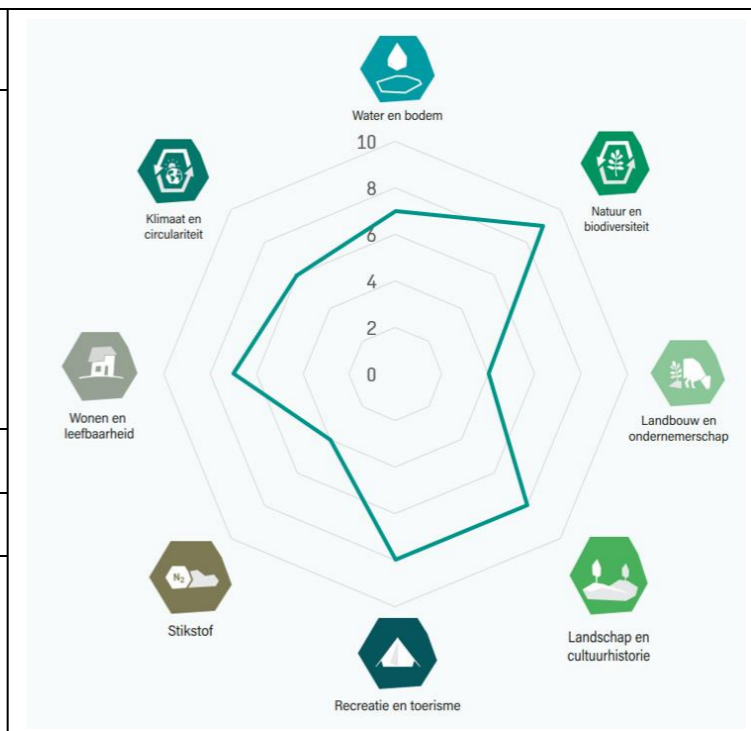 Water en bodem
10
8
6
4
2
0
Natuur en
biodiversiteit
Landbouw en
ondernemerschap
Landschap en
cultuurhistorie
Recreatie en toerisme
N₂
Stikstof
Wonen en
leefbaarheid
Klimaat en
circulariteit